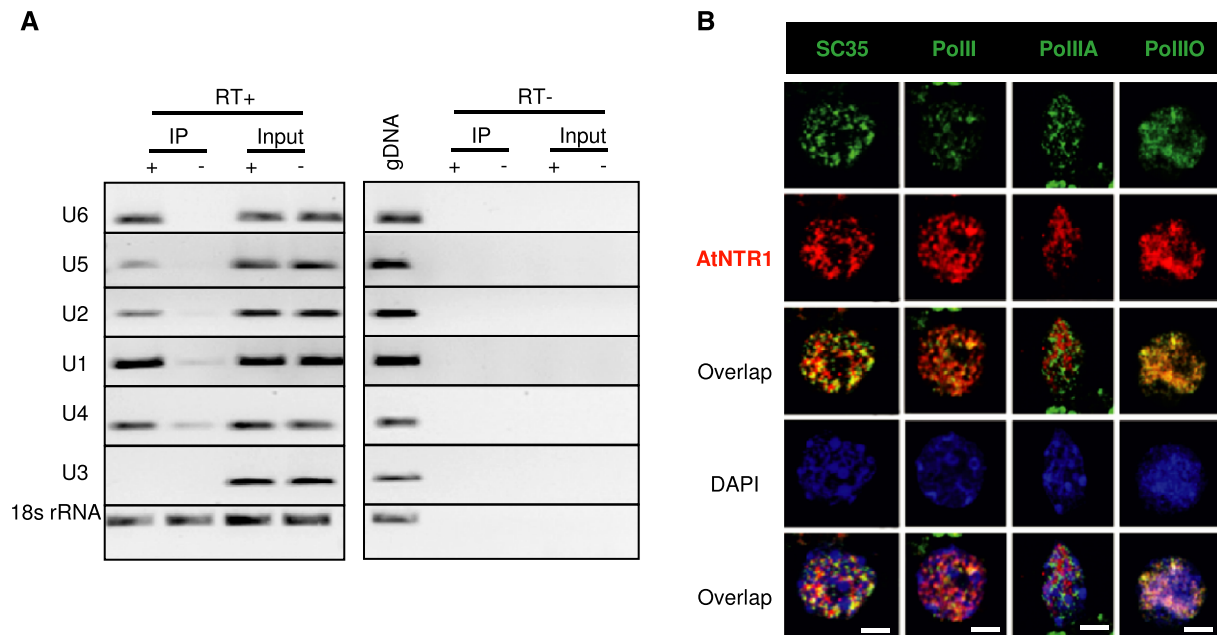 A
B
SC35 PolII PolIIA PolIIO
RT+ RT-
IP Input gDNA IP Input
+ - + - + - + -
U6
U5
U2
U1
U4
U3
18s rRNA
AtNTR1
Overlap
DAPI
Overlap